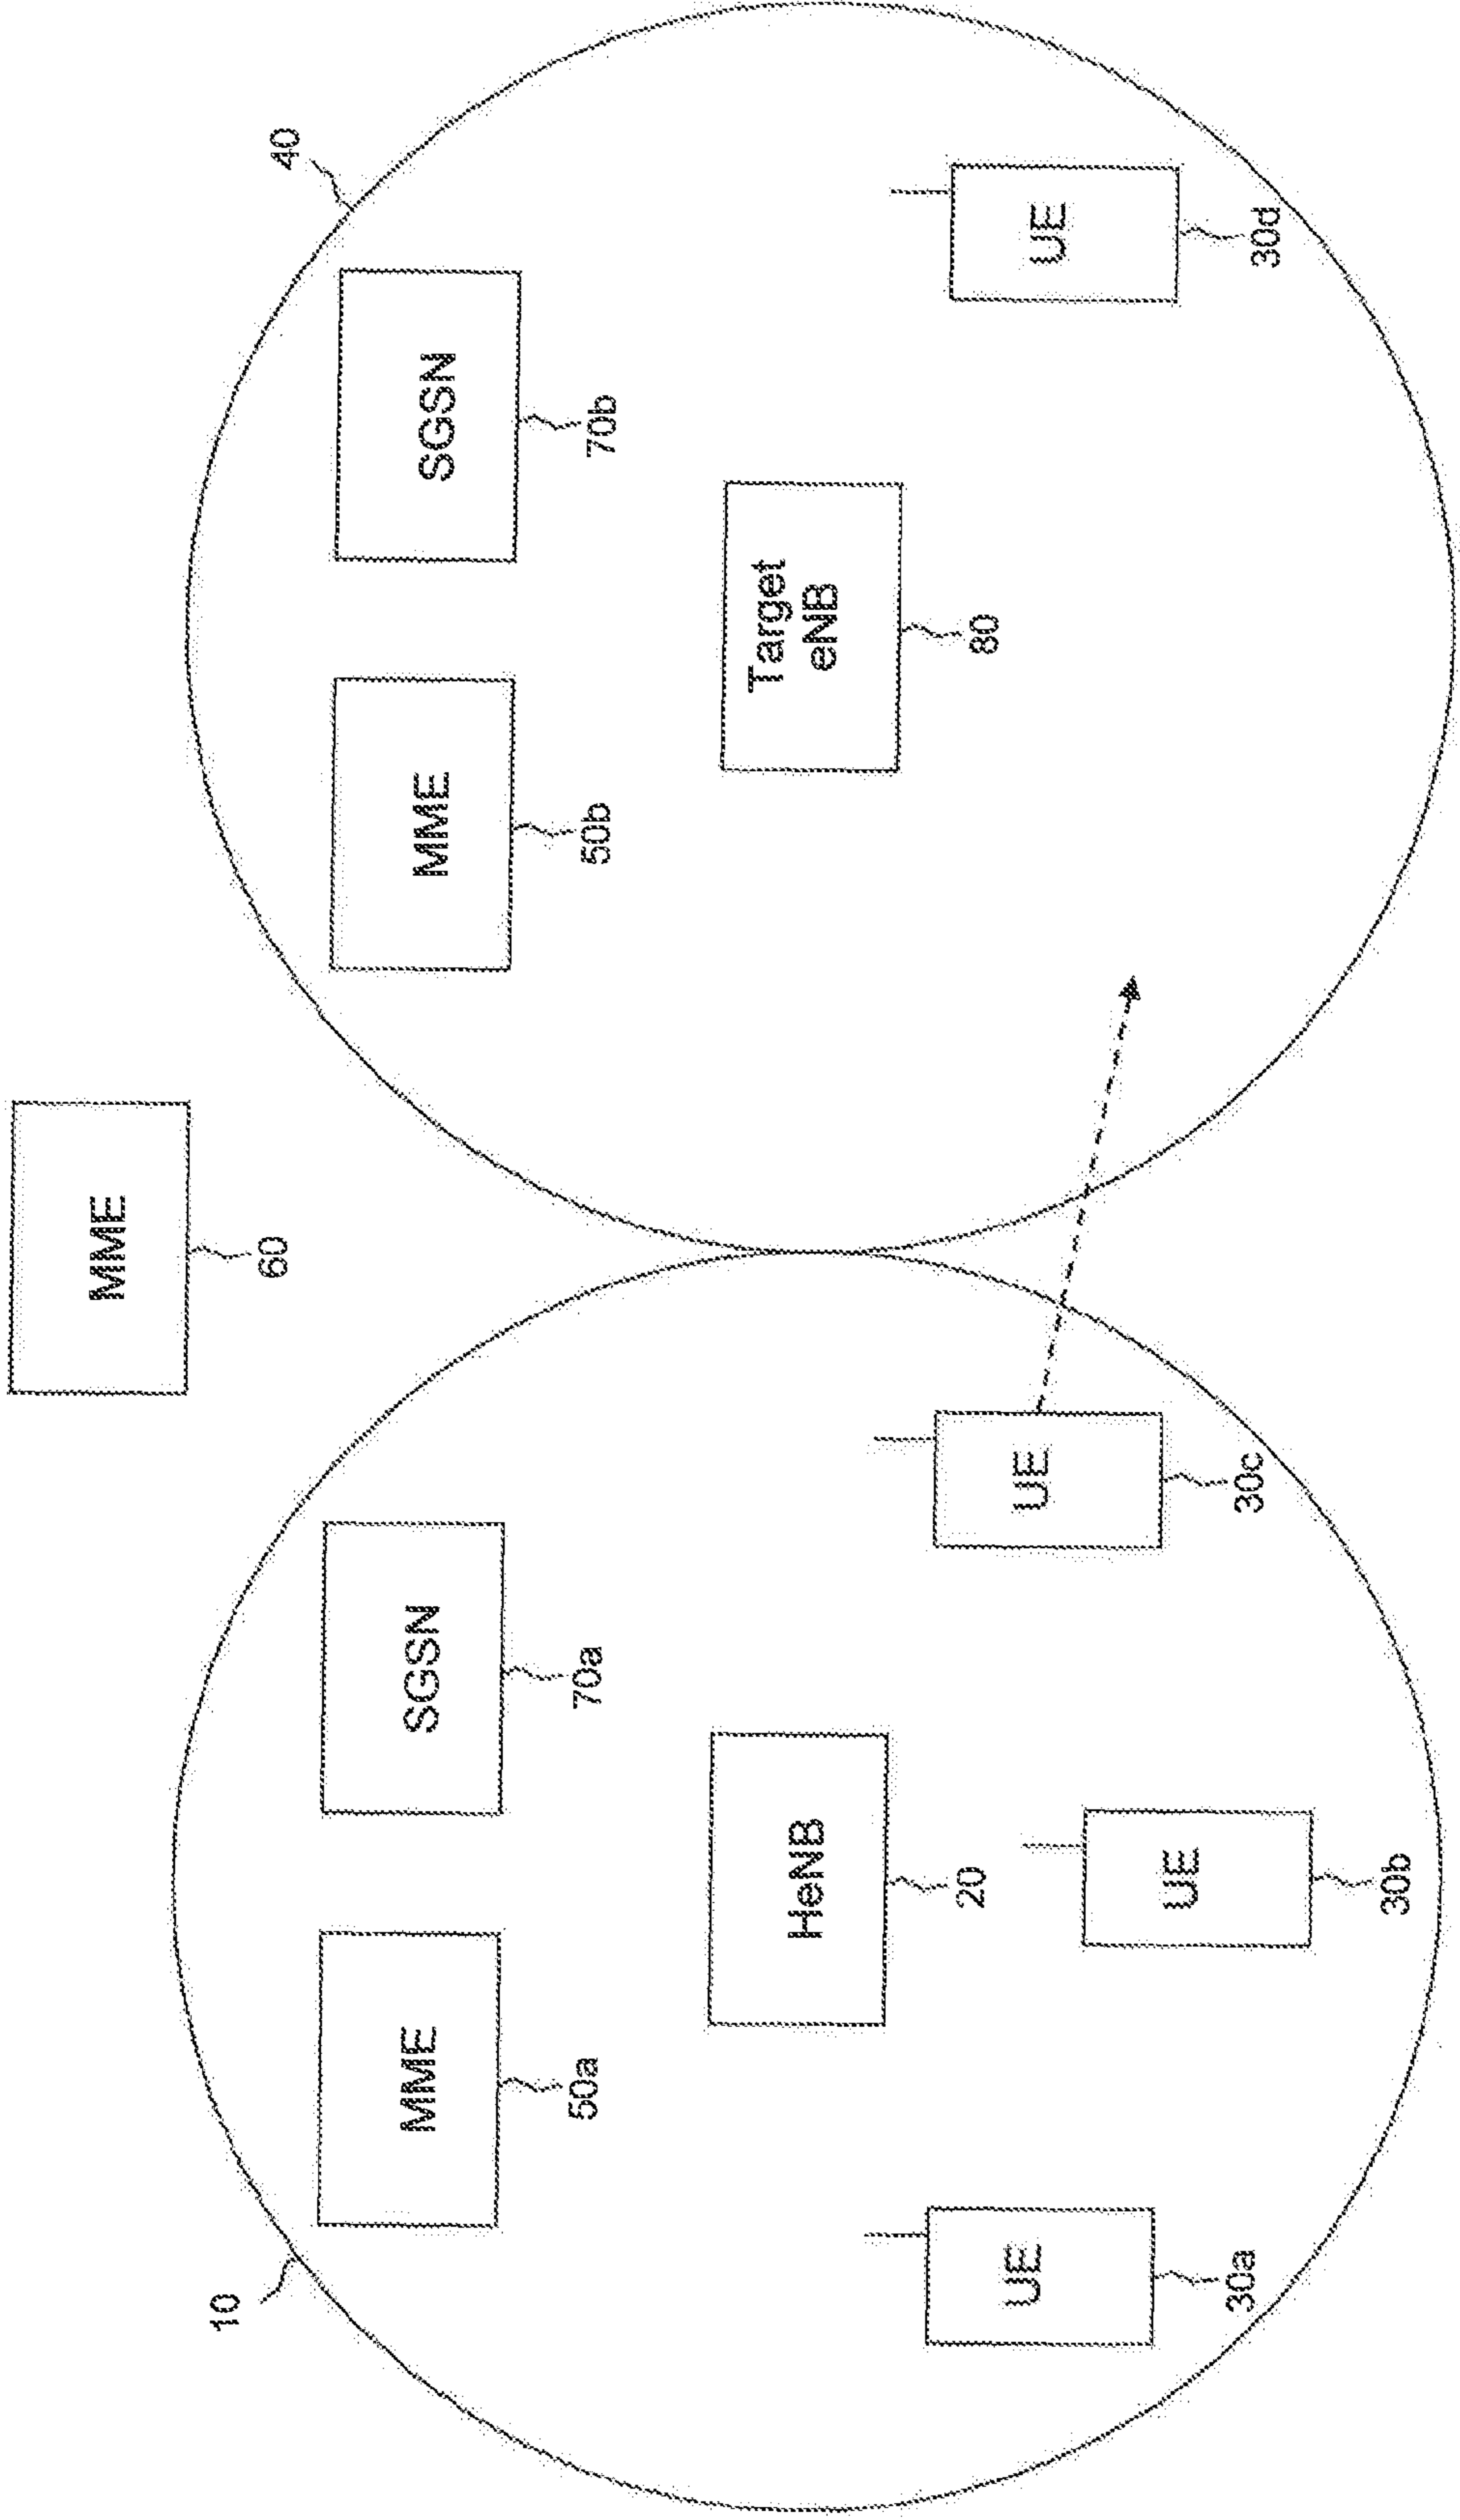 MME
60
10
40
MME
50a
SGSN
70a
MME
50b
SGSN
70b
HeNB
20
Target
eNB
80
UE
30a
UE
30b
UE
30c
UE
30d